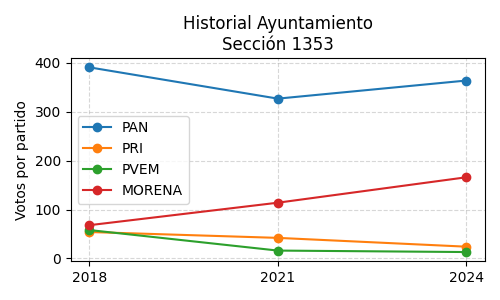 Historial Ayuntamiento
Sección 1353
Votos por partido
400
300
200
100
0
PAN
PRI
PVEM
MORENA
2018
2021
2024